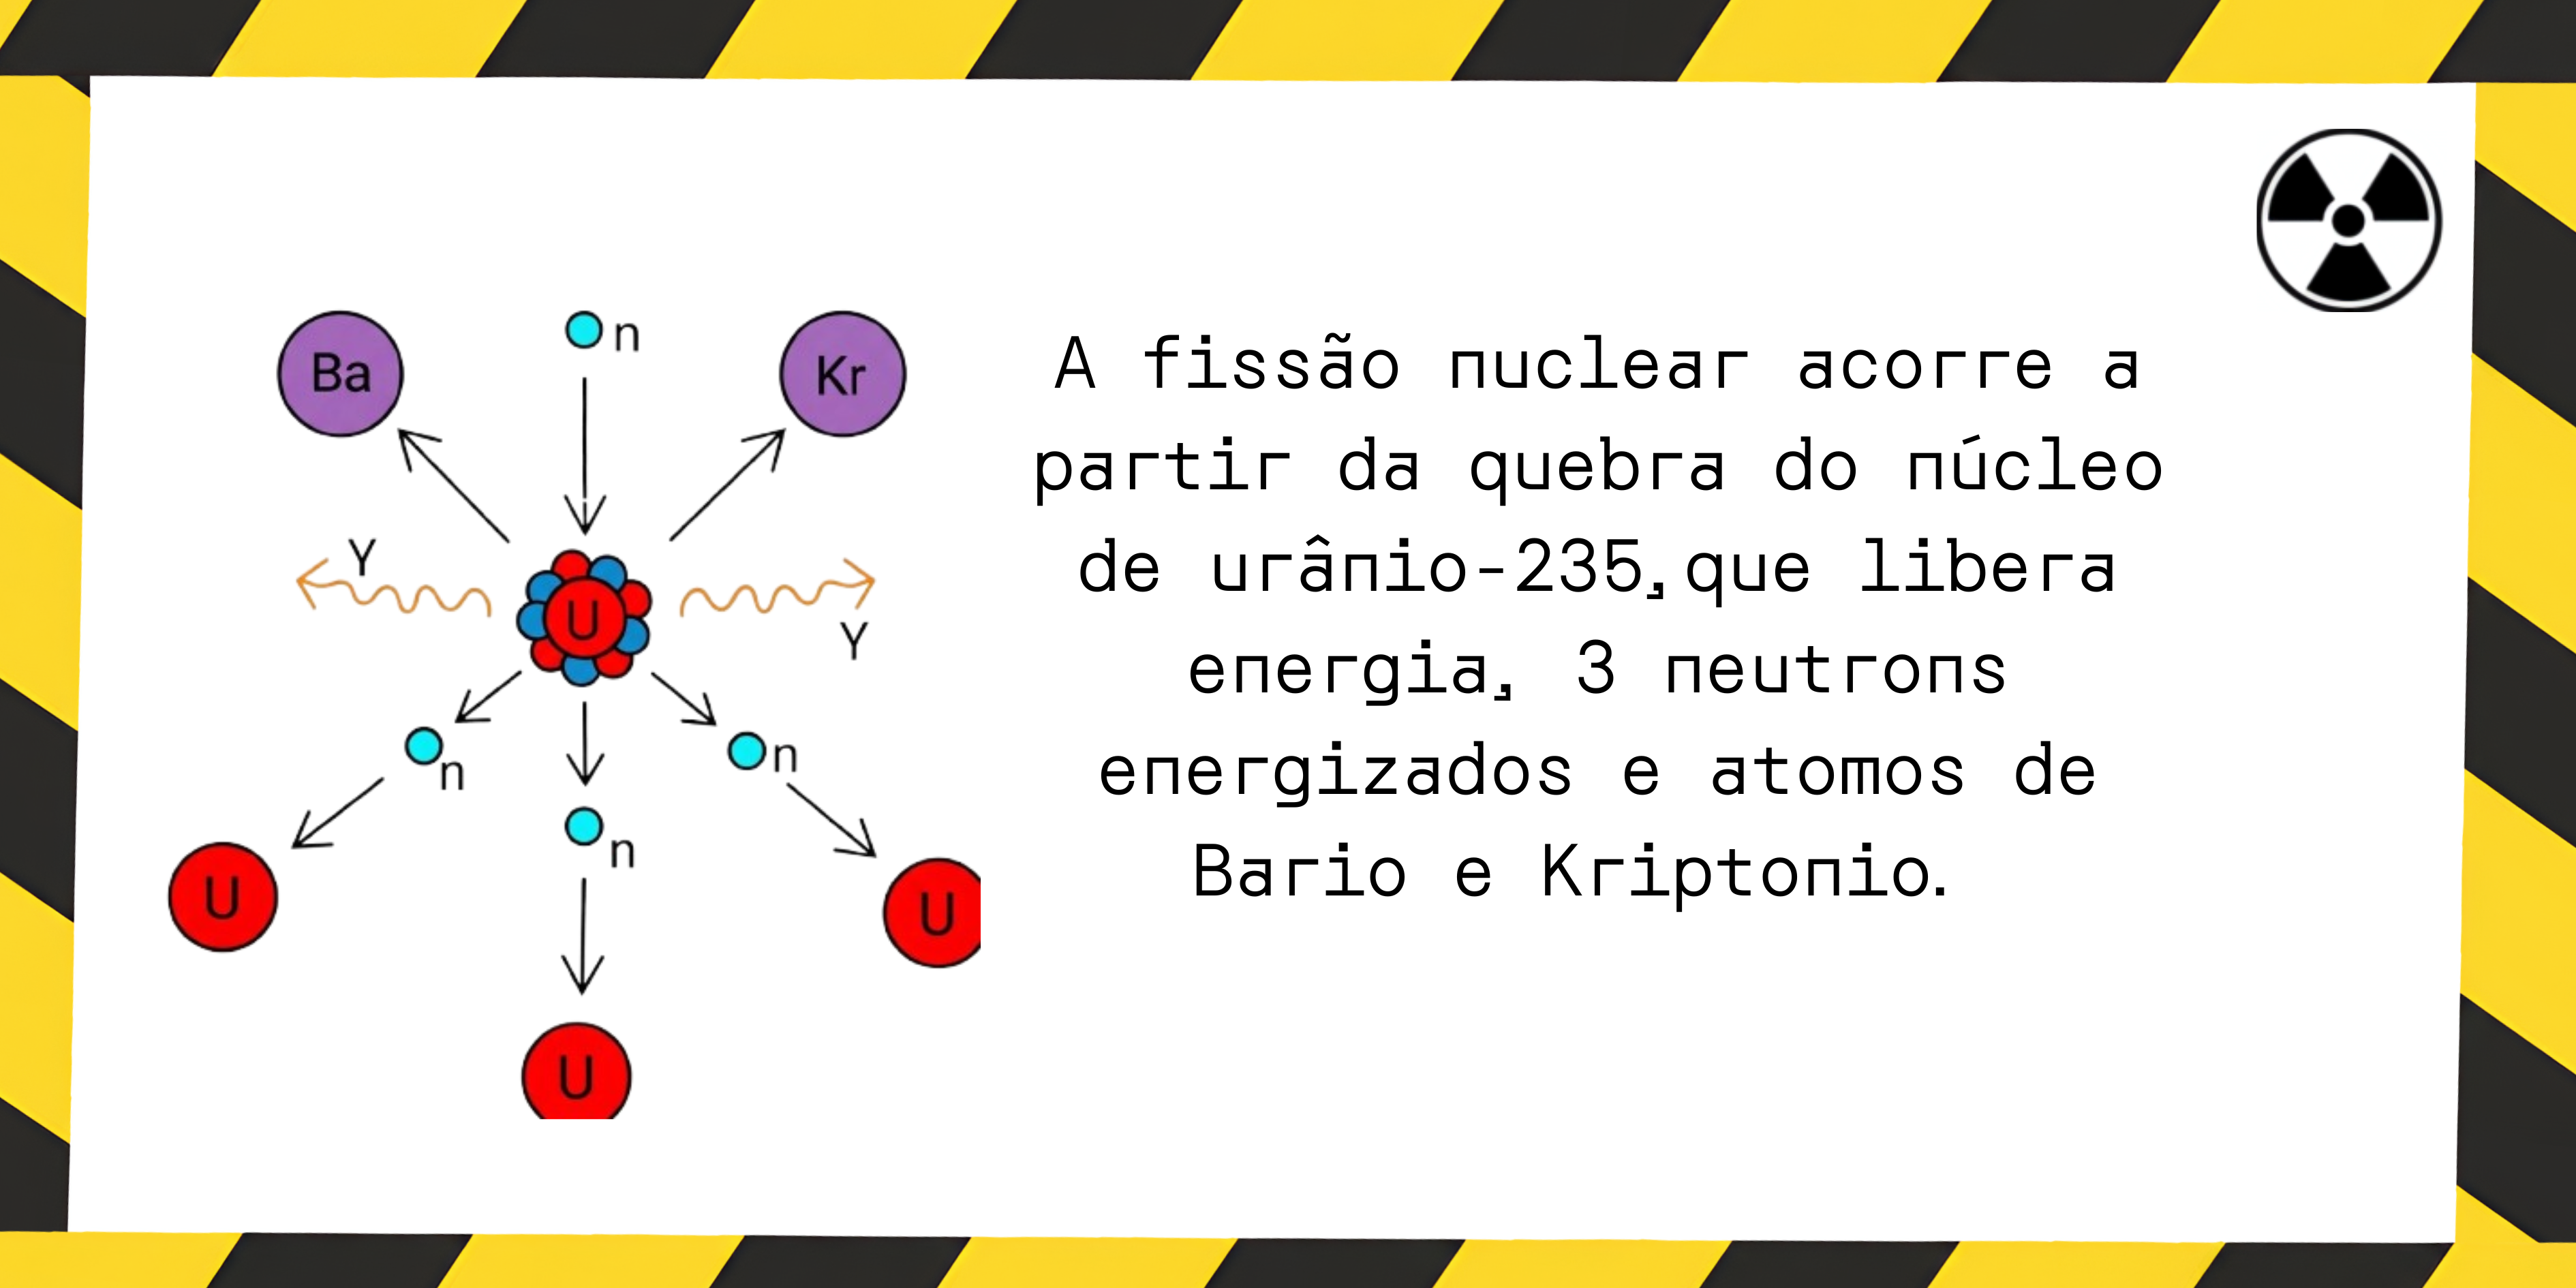 Ba
n
Kr
Y
U
Y
n
n
n
U
U
U
A fissão nuclear acorre a
partir da quebra do núcleo
de urânio-235,que libera
energia, 3 neutrons
energizados e atomos de
Bario e Kriptonio.